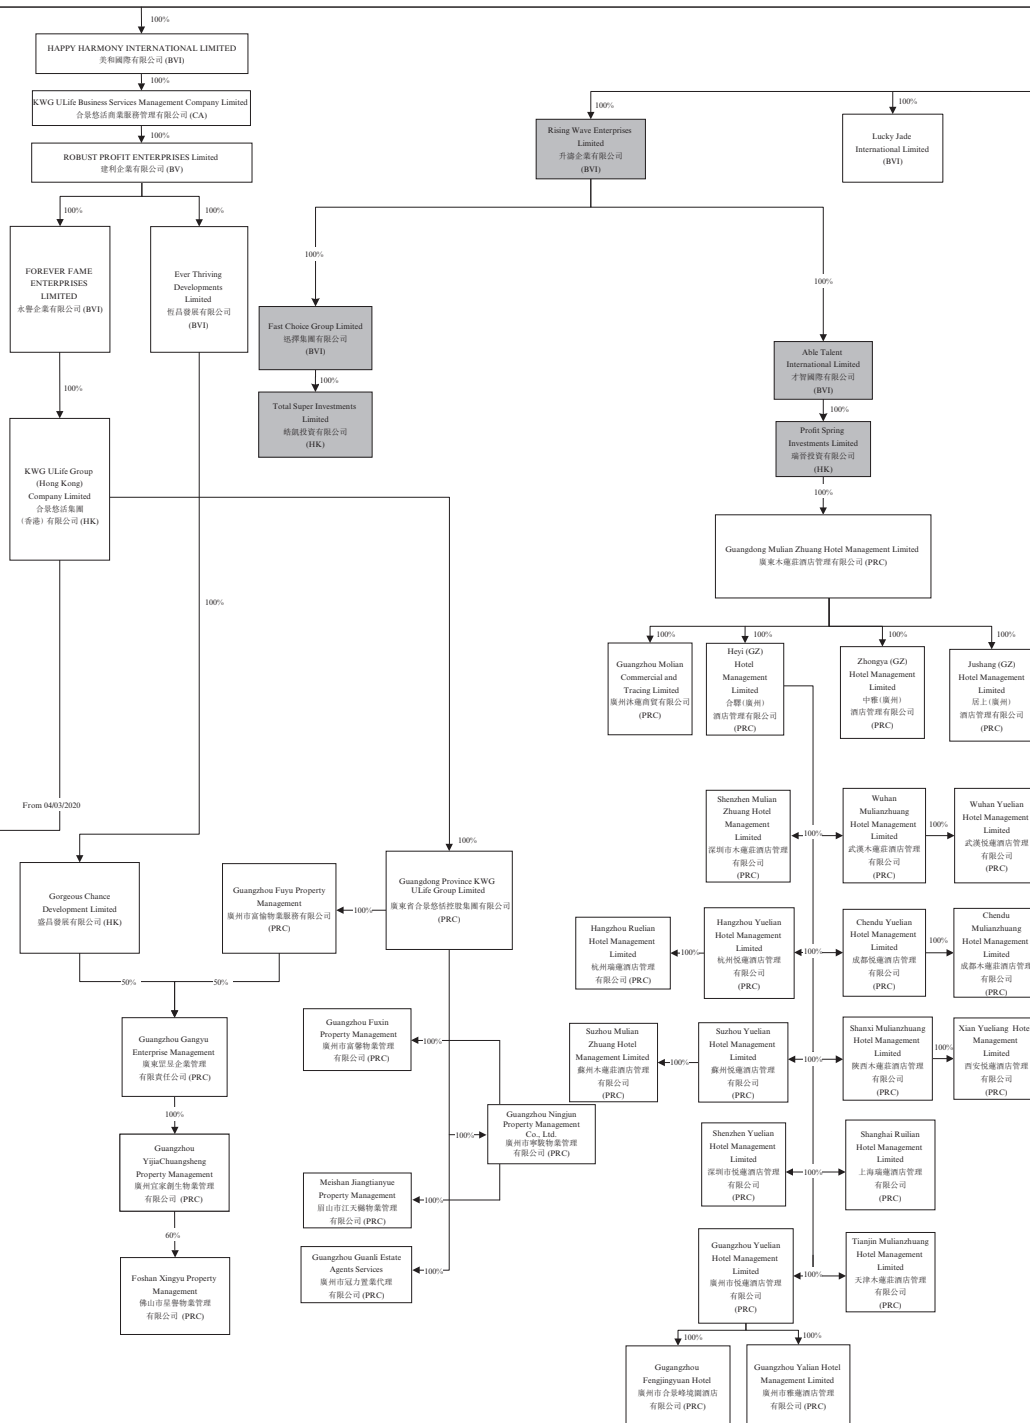 100%
HAPPY HARMONY INTERNATIONAL LIMITED
美和國際有限公司 (BVI)
100%
KWG ULife Business Services Management Company Limited
合景悠活商業服務管理有限公司 (CA)
100%
ROBUST PROFIT ENTERPRISES Limited
建利企業有限公司 (BV)
100%
100%
FOREVER FAME
ENTERPRISES
LIMITED
永譽企業有限公司 (BVI)
Ever Thriving
Developments
Limited
恆昌發展有限公司
(BVI)
100%
KWG ULife Group
(Hong Kong)
Company Limited
合景悠活集團
(香港) 有限公司 (HK)
100%
From 04/03/2020
100%
100%
Rising Wave Enterprises
Limited
升濤企業有限公司
(BVI)
Lucky Jade
International Limited
(BVI)
100%
100%
Fast Choice Group Limited
迅擇集團有限公司
(BVI)
100%
Total Super Investments
Limited
皓凱投資有限公司
(HK)
Able Talent
International Limited
才智國際有限公司
(BVI)
100%
Profit Spring
Investments Limited
瑞晉投資有限公司
(HK)
100%
Guangdong Mulian Zhuang Hotel Management Limited
廣東木蓮莊酒店管理有限公司 (PRC)
100%
100%
100%
100%
Guangzhou Molian
Commercial and
Tracing Limited
廣州沐蓮商貿有限公司
(PRC)
Heyi (GZ)
Hotel
Management
Limited
合驛(廣州)
酒店管理有限公司
(PRC)
Zhongya (GZ)
Hotel Management
Limited
中雅(廣州)
酒店管理有限公司
(PRC)
Jushang (GZ)
Hotel Management
Limited
居上(廣州)
酒店管理有限公司
(PRC)
Shenzhen Mulian
Zhuang Hotel
Management
Limited
深圳市木蓮莊酒店管理
有限公司
(PRC)
100%
Wuhan
Mulianzhuang
Hotel Management
Limited
武漢木蓮莊酒店管理
有限公司
(PRC)
100%
Wuhan Yuelian
Hotel Management
Limited
武漢悅蓮酒店管理
有限公司
(PRC)
100%
Gorgeous Chance
Development Limited
盛昌發展有限公司 (HK)
Guangzhou Fuyu Property
Management
廣州市富愉物業服務有限公司
(PRC)
100%
Guangdong Province KWG
ULife Group Limited
廣東省合景悠活控股集團有限公司
(PRC)
Hangzhou Ruelian
Hotel Management
Limited
杭州瑞蓮酒店管理
有限公司 (PRC)
100%
Hangzhou Yuelian
Hotel Management
Limited
杭州悅蓮酒店管理
有限公司
(PRC)
100%
Chendu Yuelian
Hotel Management
Limited
成都悅蓮酒店管理
有限公司
(PRC)
100%
Chendu
Mulianzhuang
Hotel Management
Limited
成都木蓮莊酒店管理
有限公司
(PRC)
50%
50%
Guangzhou Gangyu
Enterprise Management
廣東罡昱企業管理
有限責任公司 (PRC)
Guangzhou Fuxin
Property Management
廣州市富馨物業管理
有限公司 (PRC)
100%
Suzhou Mulian
Zhuang Hotel
Management Limited
蘇州木蓮莊酒店管理
有限公司
(PRC)
100%
Suzhou Yuelian
Hotel Management
Limited
蘇州悅蓮酒店管理
有限公司
(PRC)
100%
Shanxi Mulianzhuang
Hotel Management
Limited
陝西木蓮莊酒店管理
有限公司
(PRC)
100%
Xian Yueliang Hotel
Management
Limited
西安悅蓮酒店管理
有限公司
(PRC)
100%
Guangzhou
YijiaChuangsheng
Property Management
廣州宜家創生物業管理
有限公司 (PRC)
100%
Guangzhou Ningjun
Property Management
Co., Ltd.
廣州市寧駿物業管理
有限公司 (PRC)
Meishan Jiangtianyue
Property Management
眉山市江天樾物業管理
有限公司 (PRC)
100%
Shenzhen Yuelian
Hotel Management
Limited
深圳市悅蓮酒店管理
有限公司
(PRC)
100%
Shanghai Ruilian
Hotel Management
Limited
上海瑞蓮酒店管理
有限公司
(PRC)
60%
Foshan Xingyu Property
Management
佛山市星譽物業管理
有限公司 (PRC)
Guangzhou Guanli Estate
Agents Services
廣州市冠力置業代理
有限公司 (PRC)
100%
Guangzhou Yuelian
Hotel Management
Limited
廣州市悅蓮酒店管理
有限公司
(PRC)
100%
Tianjin Mulianzhuang
Hotel Management
Limited
天津木蓮莊酒店管理
有限公司
(PRC)
100%
100%
Gugangzhou
Fengjingyuan Hotel
廣州市合景峰境園酒店
有限公司 (PRC)
Guangzhou Yalian Hotel
Management Limited
廣州市雅蓮酒店管理
有限公司 (PRC)